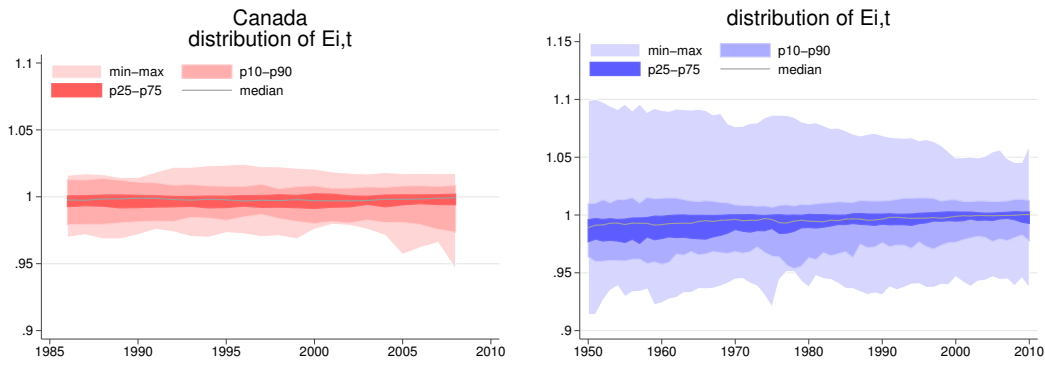 Canada
distribution of Ei,t
1.1
1.05
1
.95
.9
min−max
p10−p90
p25−p75
median
1985
1990
1995
2000
2005
2010
distribution of Ei,t
1.15
1.1
1.05
1
.95
.9
min−max
p10−p90
p25−p75
median
1950
1960
1970
1980
1990
2000
2010